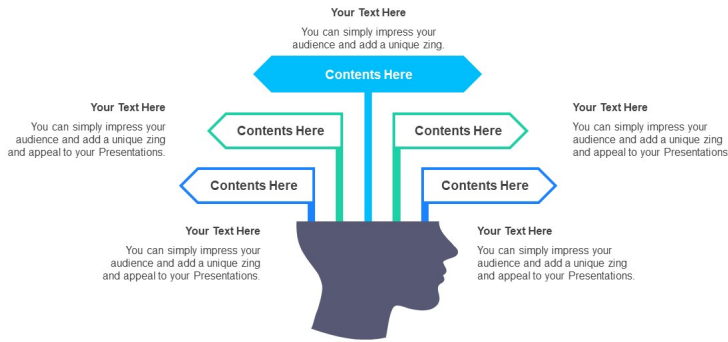 Your Text Here
You can simply impress your
audience and add a unique zing.
Contents Here
Your Text Here
You can simply impress your
audience and add a unique zing
and appeal to your Presentations.
Contents Here
Contents Here
Your Text Here
You can simply impress your
audience and add a unique zing
and appeal to your Presentations
Contents Here
Contents Here
Your Text Here
You can simply impress your
audience and add a unique zing
and appeal to your Presentations.
Your Text Here
You can simply impress your
audience and add a unique zing
and appeal to your Presentations.